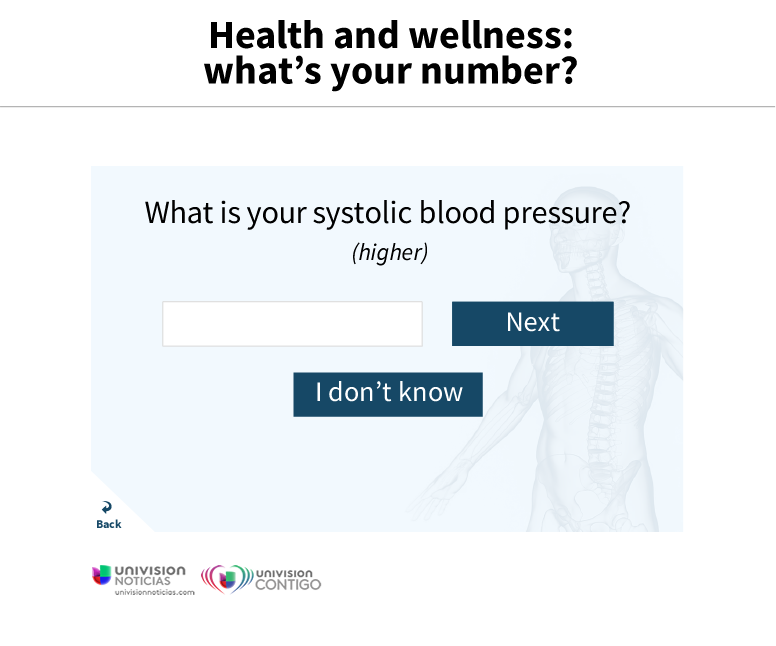 Health and wellness:
what’s your number?
What is your systolic blood pressure?
(higher)
Next
I don’t know
Back
UNIVISION
NOTICIAS
univisionnoticias.com
UNIVISION
CONTIGO